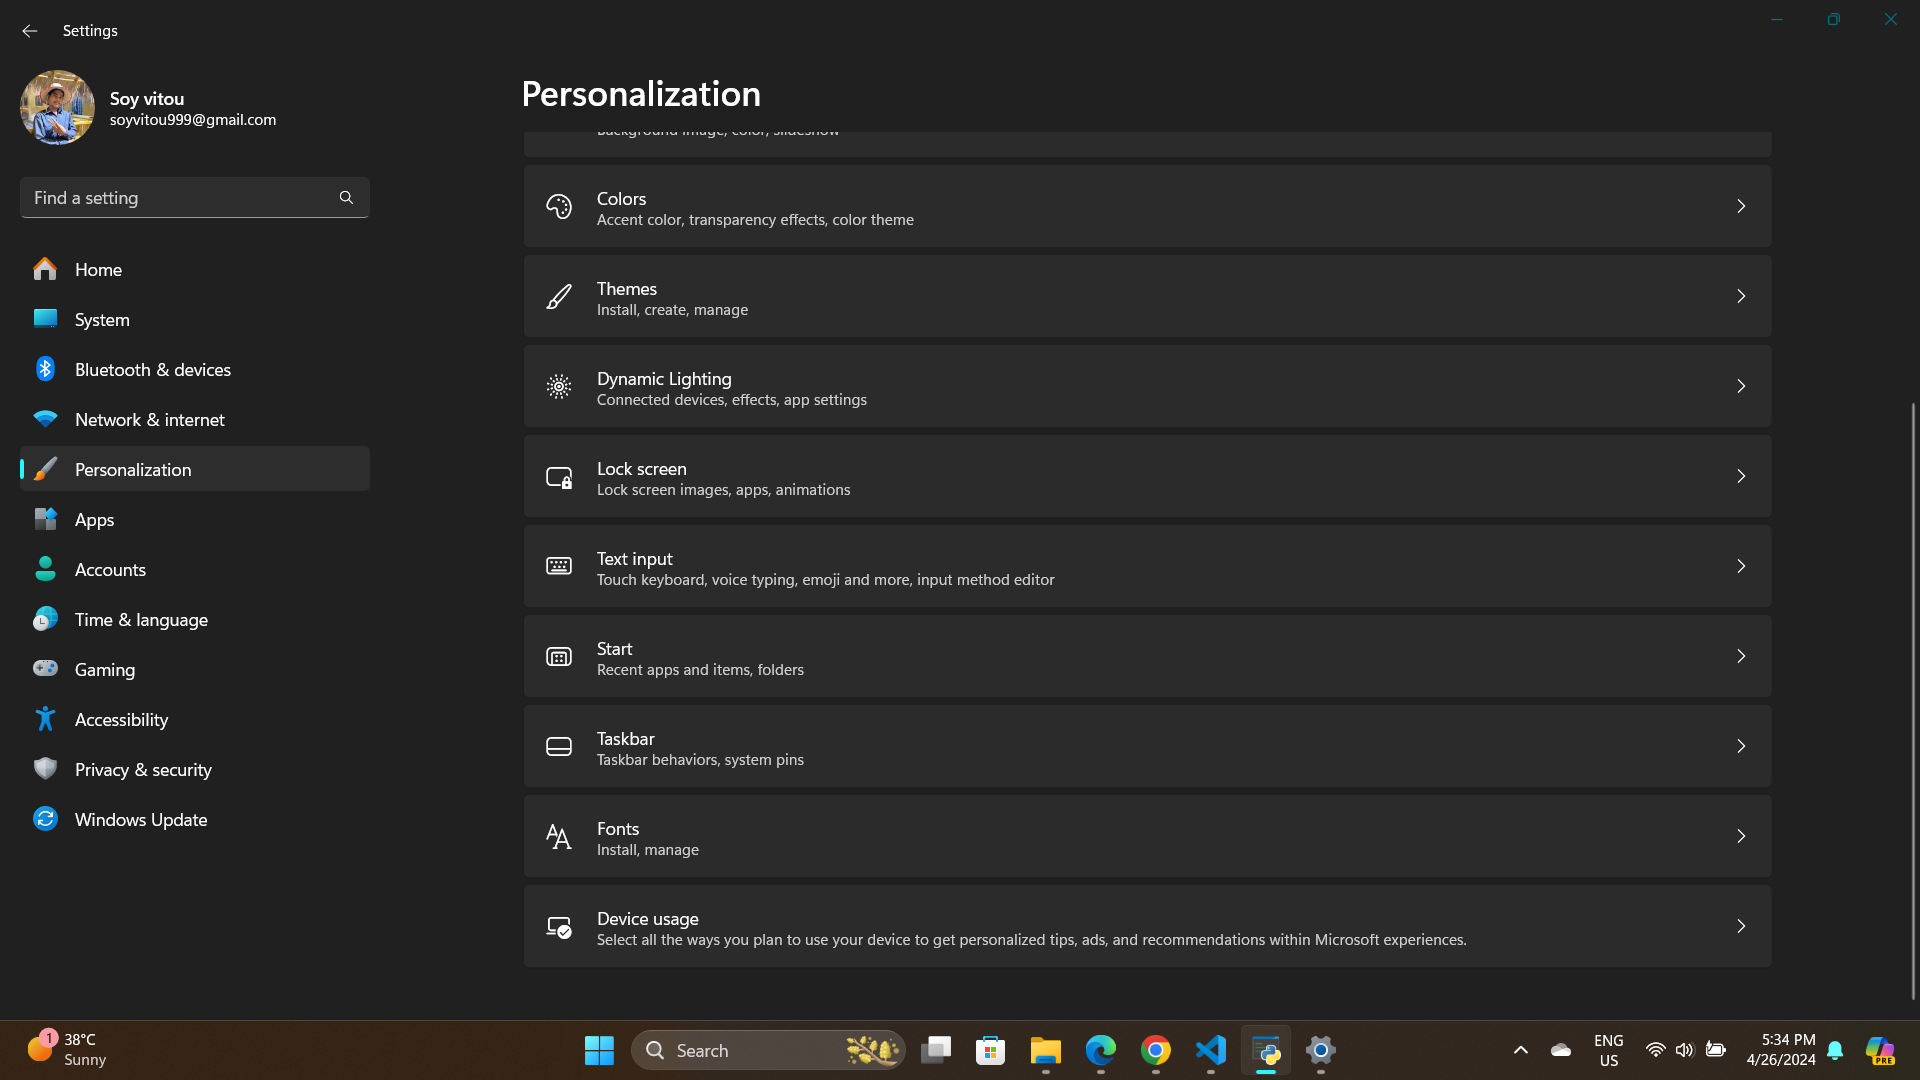 Settings
Soy vitou
soyvitou999@gmail.com
Find a setting
Home
System
Bluetooth & devices
Network & internet
Personalization
Apps
Accounts
Time & language
Gaming
Accessibility
Privacy & security
Windows Update
Personalization
Background image, color, slideshow
Colors
Accent color, transparency effects, color theme
Themes
Install, create, manage
Dynamic Lighting
Connected devices, effects, app settings
Lock screen
Lock screen images, apps, animations
Text input
Touch keyboard, voice typing, emoji and more, input method editor
Start
Recent apps and items, folders
Taskbar
Taskbar behaviors, system pins
Fonts
Install, manage
Device usage
Select all the ways you plan to use your device to get personalized tips, ads, and recommendations within Microsoft experiences.
1
38°C
Sunny
Search
ENG
US
5:34 PM
4/26/2024
PRE